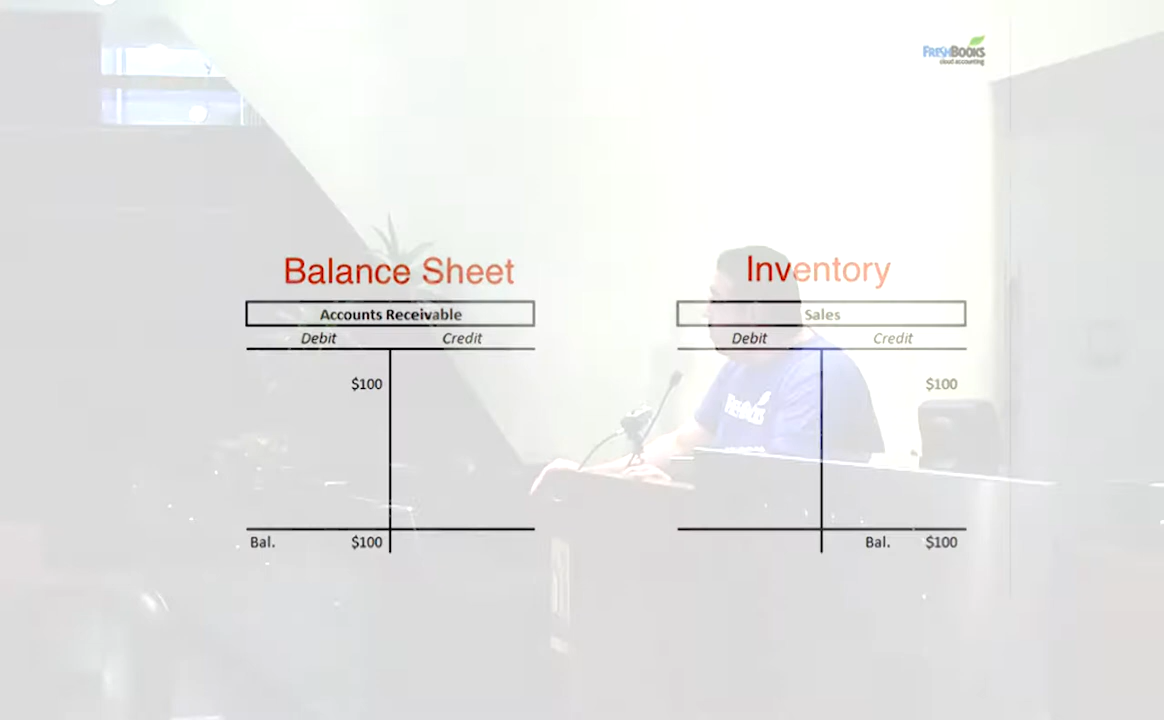 FRESHBOOKS
cloud accounting
Balance Sheet
Inventory
Accounts Receivable
Sales
Debit Credit
Debit Credit
$100
$100
Bal. $100
Bal. $100